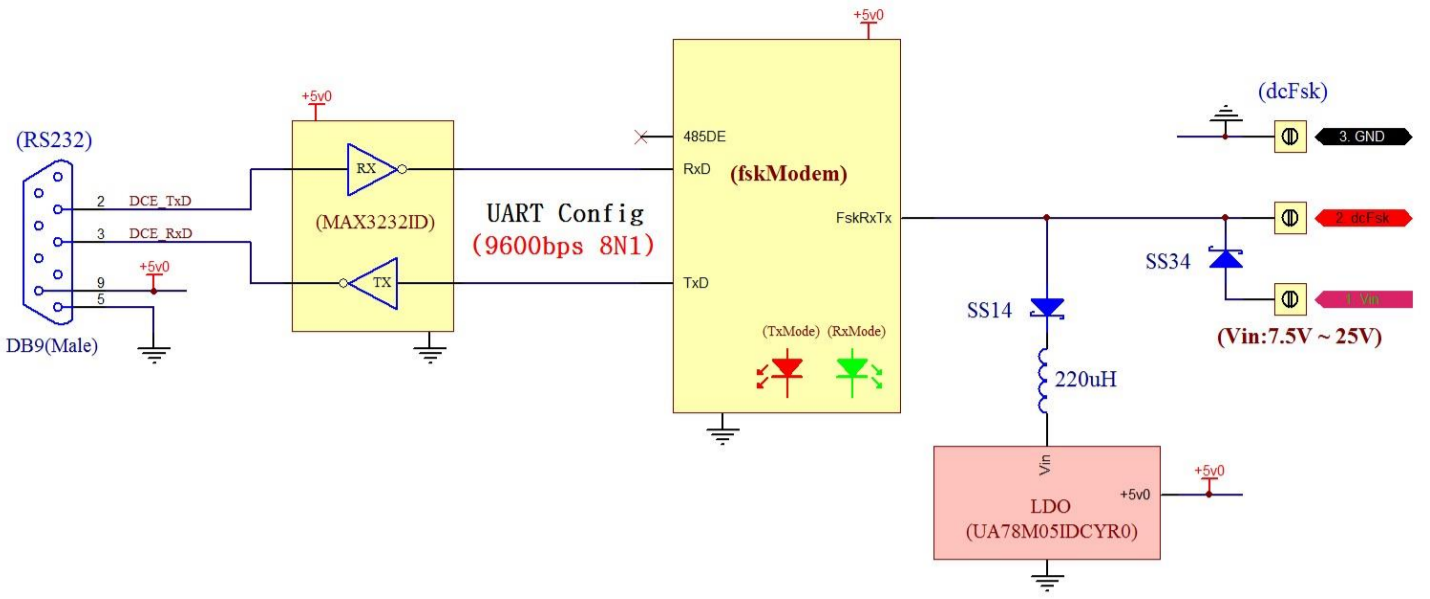 +5v0
(dcFsk)
+5v0
(RS232)
485DE
3. GND
RxD
RX
(fskModem)
2
DCE_TxD
UART Config
(MAX3232ID)
FskRxTx
2. dcFsk
3
DCE_RxD
(9600bps 8N1)
SS34
+5v0
TX
TxD
9
1. Vin
5
SS14
(TxMode)
(RxMode)
(Vin:7.5V ~ 25V)
DB9(Male)
220uH
Vin
+5v0
+5v0
LDO
(UA78M05IDCYR0)